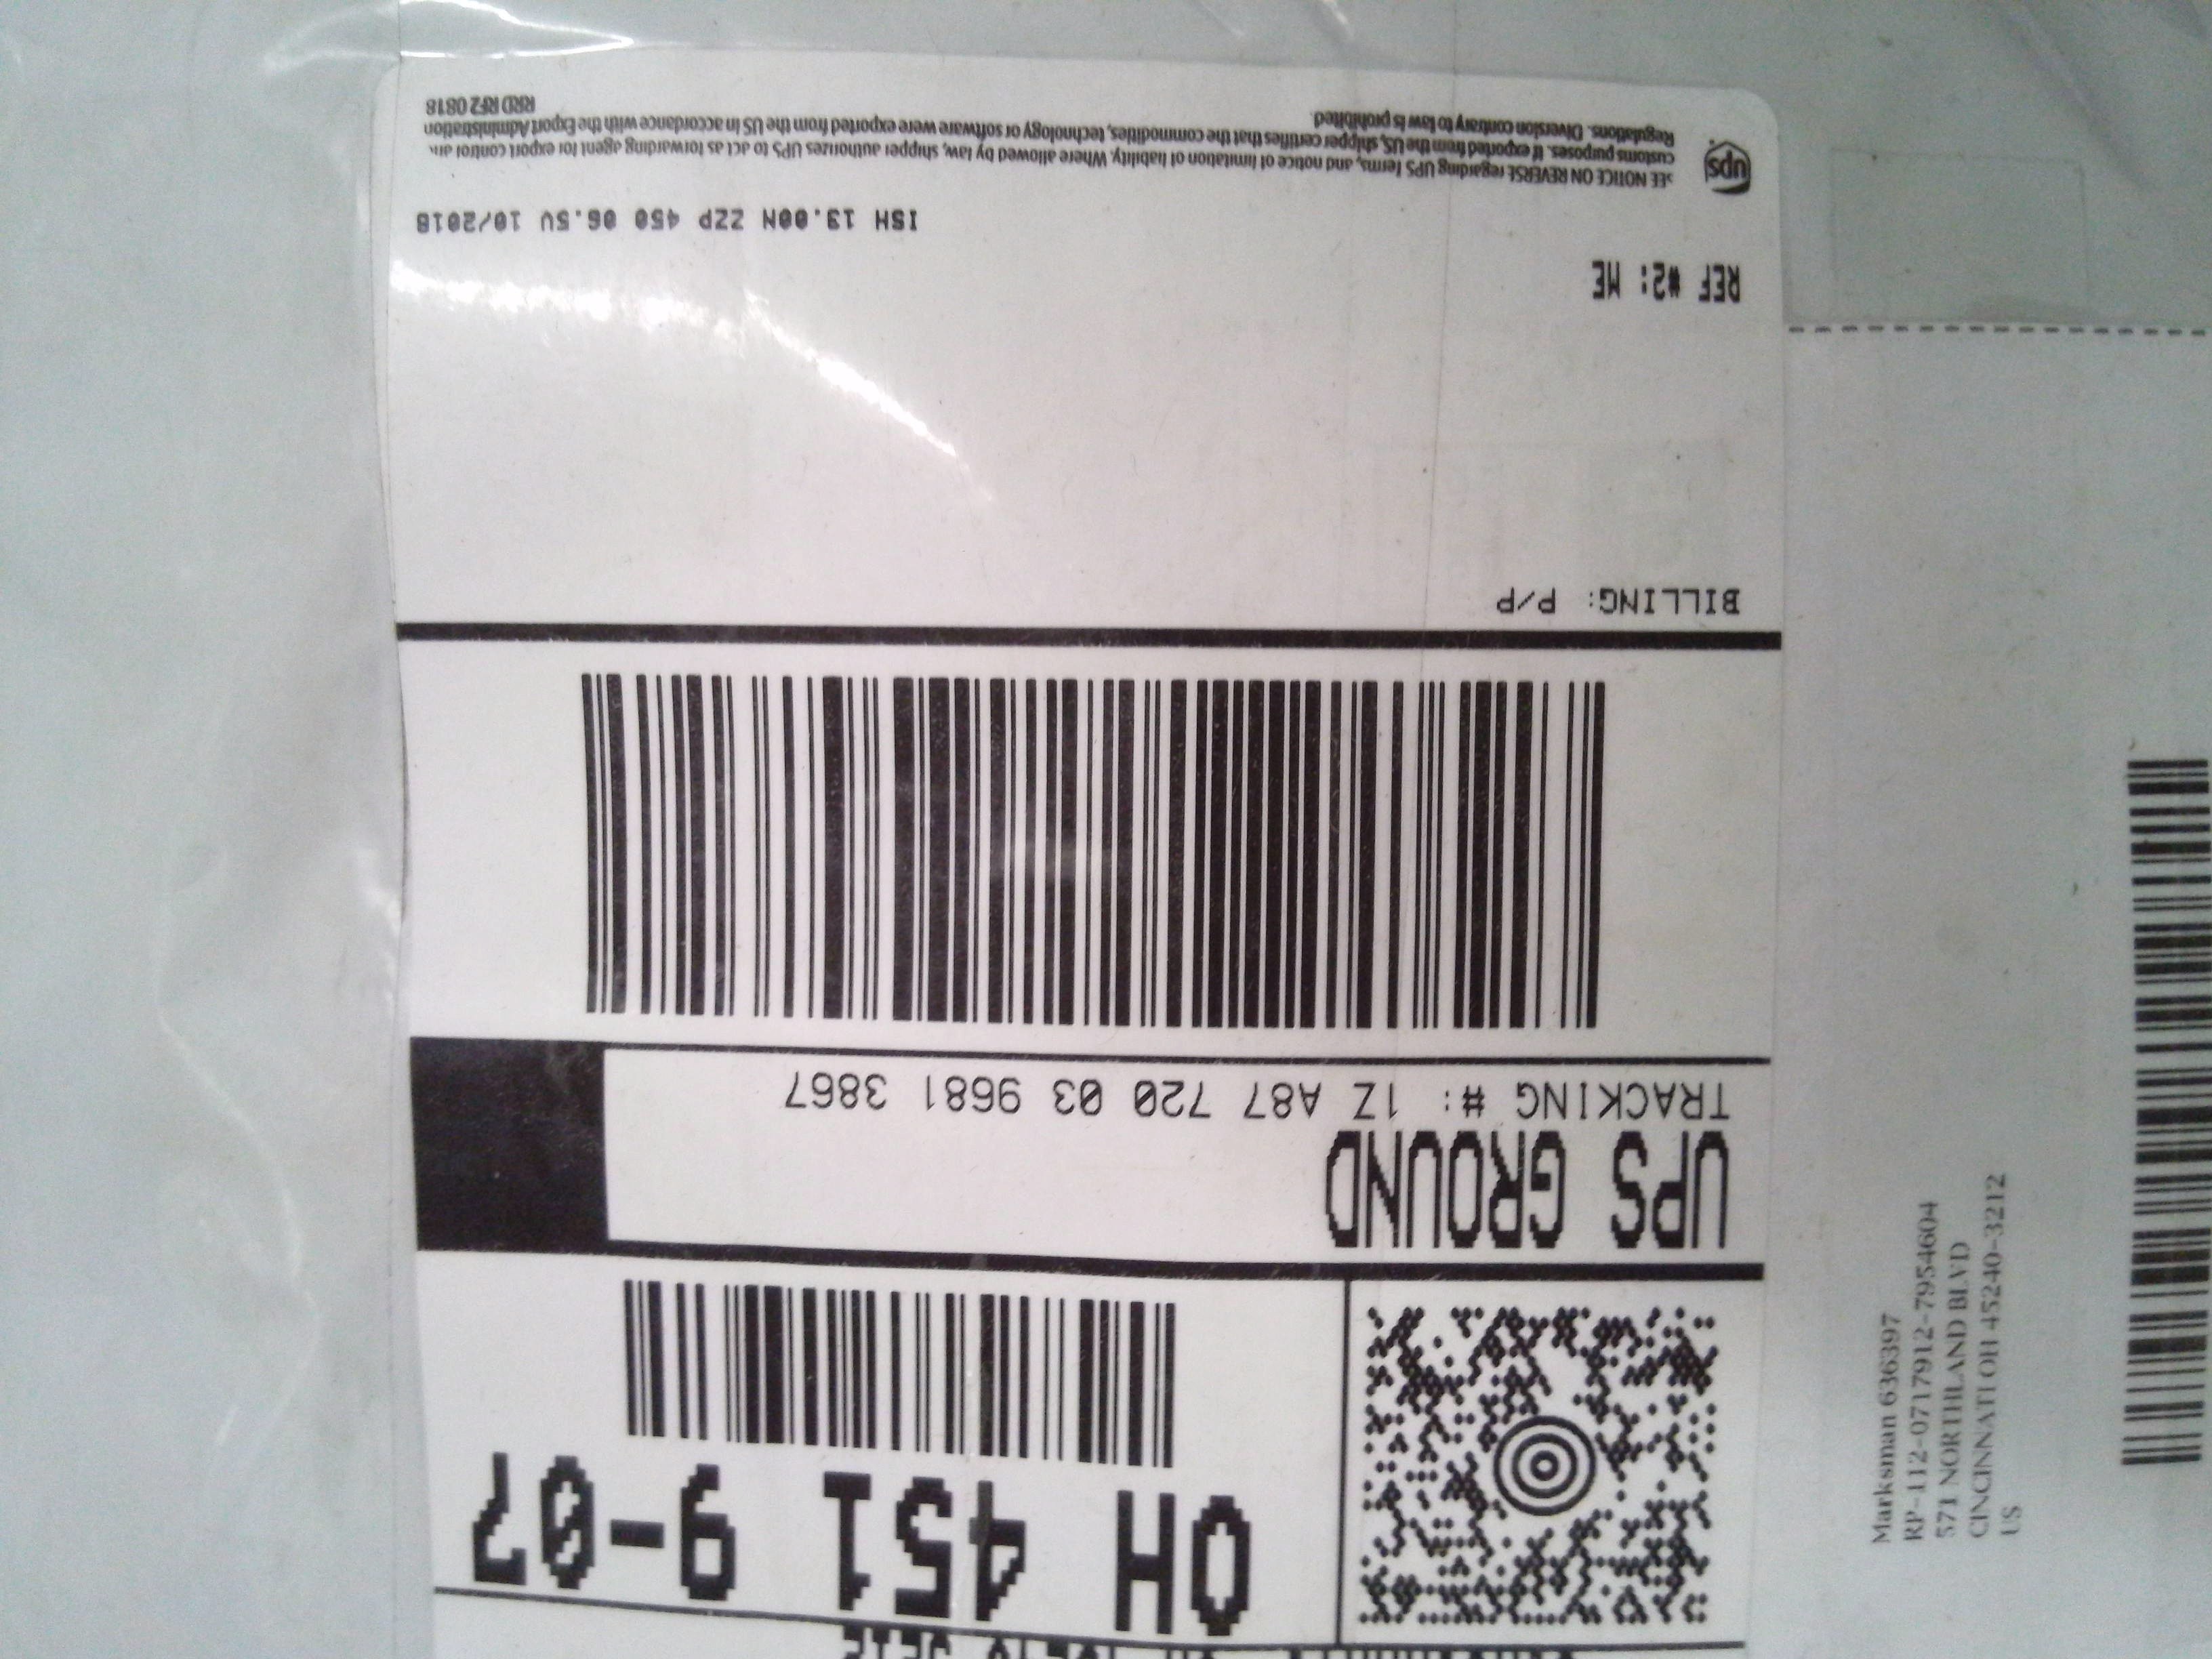 OH 451 9-07
UPS GROUND
TRACKING #: 1Z A87 720 03 9681 3867
BILLING: P/P
REF #2: ME
ISH 13.00N ZZP 450 06.5V 10/2018
ups
SEE NOTICE ON REVERSE regarding UPS Terms, and notice of limitation of liability. Where allowed by law, shipper authorizes UPS to act as forwarding agent for export control and
customs purposes. If exported from the US, shipper certifies that the commodities, technology or software were exported from the US in accordance with the Export Administration
Regulations. Diversion contrary to law is prohibited.
RRD RF2 0818
Marksman 636397
RP-112-0717912-7954604
571 NORTHLAND BLVD
CINCINNATI OH 45240-3212
US